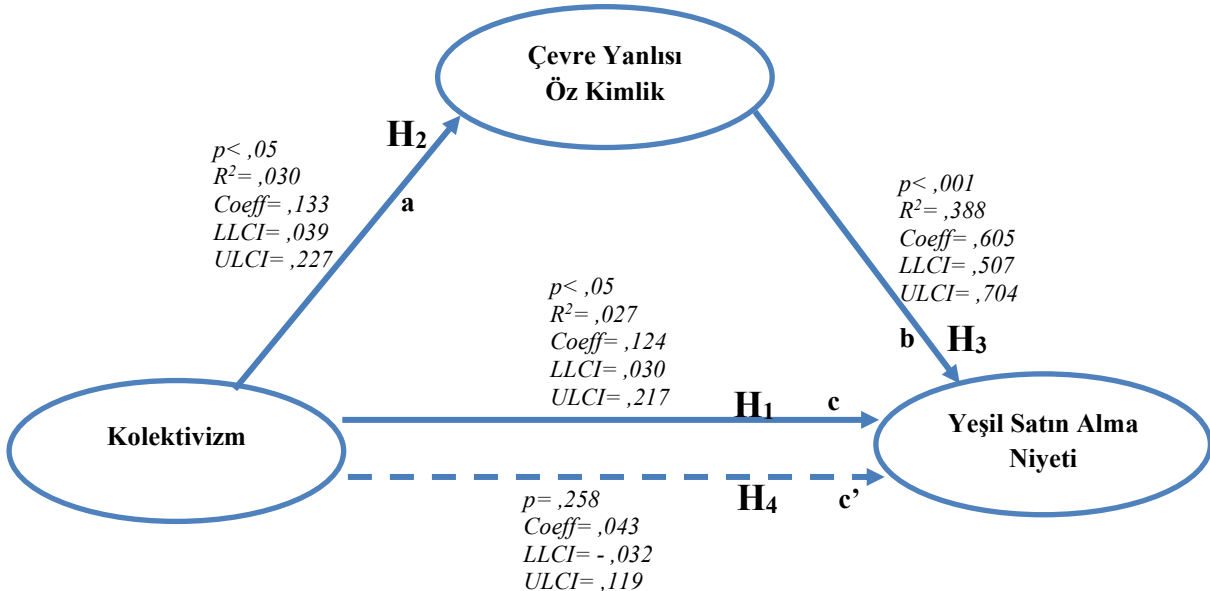 Çevre Yanlısı
Öz Kimlik
H2
p< ,05
R2= ,030
Coeff= ,133
LLCI= ,039
ULCI= ,227
a
p< ,001
R2= ,388
Coeff= ,605
LLCI= ,507
ULCI= ,704
b
H3
p< ,05
R2= ,027
Coeff= ,124
LLCI= ,030
ULCI= ,217
H1
c
Kolektivizm
Yeşil Satın Alma
Niyeti
H4
c’
p= ,258
Coeff= ,043
LLCI= - ,032
ULCI= ,119